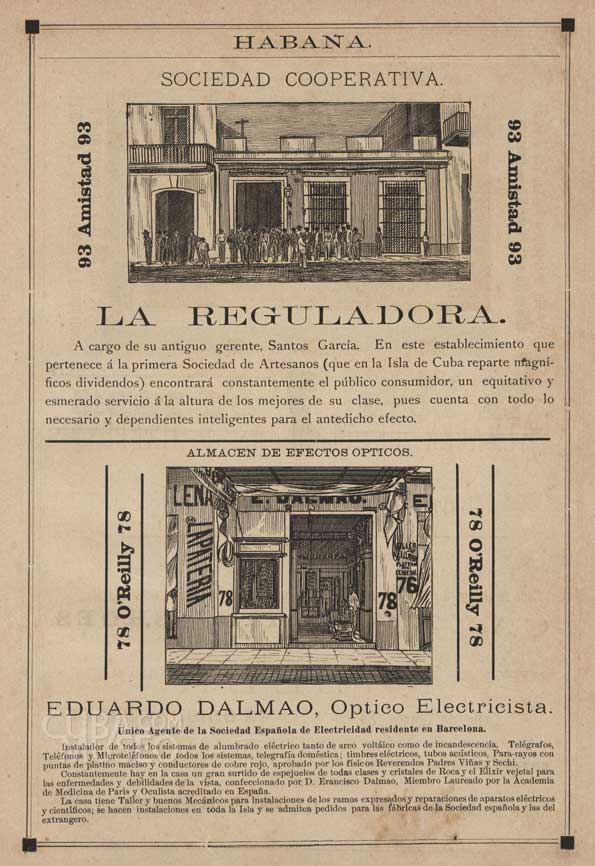 HABANA.
SOCIEDAD COOPERATIVA.
93 Amistad 93
93 Amistad 93
LA REGULADORA.
A cargo de su antiguo gerente, Santos García. En este establecimiento que
pertenece á la primera Sociedad de Artesanos (que en la Isla de Cuba reparte magní-
ficos dividendos) encontrará constantemente el público consumidor, un equitativo y
esmerado servicio á la altura de los mejores de su clase, pues cuenta con todo lo
necesario y dependientes inteligentes para el antedicho efecto.
ALMACEN DE EFECTOS OPTICOS.
78 O'Reilly 78
LENA
E. DALMAO.
78
78
76
78 O'Reilly 78
EDUARDO DALMAO, Optico Electricista.
Unico Agente de la Sociedad Española de Electricidad residente en Barcelona.
Instalador de todos los sistemas de alumbrado eléctrico tanto de arco voltáico como de incandescencia. Telégrafos,
Teléfonos y Microteléfonos de todos los sistemas, telegrafía doméstica; timbres eléctricos, tubos acústicos, Para-rayos con
puntas de platino maciso y conductores de cobre rojo, aprobado por los físicos Reverendos Padres Viñas y Sechi.
Constantemente hay en la casa un gran surtido de espejuelos de todas clases y cristales de Roca y el Elixir vejetal para
las enfermedades y debilidades de la vista, confeccionado por D. Erancisco Dalmao, Miembro Laureado por la Academia
de Medicina de Paris y Oculista acreditado en España.
La casa tiene Taller y buenos Mecánicos para instalaciones de los ramos expresados y reparaciones de aparatos eléctricos
y científicos; se hacen instalaciones en toda la Isla y se admiten pedidos para las fábricas de la Sociedad española y las del
extrangero.